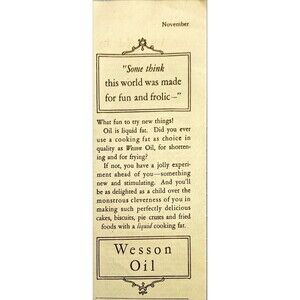 November
"Some think
this world was made
for fun and frolic—"
What fun to try new things!
Oil is liquid fat. Did you ever
use a cooking fat as choice in
quality as Wesson Oil, for shorten-
ing and for frying?
If not, you have a jolly experi-
ment ahead of you—something
new and stimulating. And you'll
be as delighted as a child over the
monstrous cleverness of you in
making such perfectly delicious
cakes, biscuits, pie crusts and fried
foods with a liquid cooking fat.
Wesson
Oil